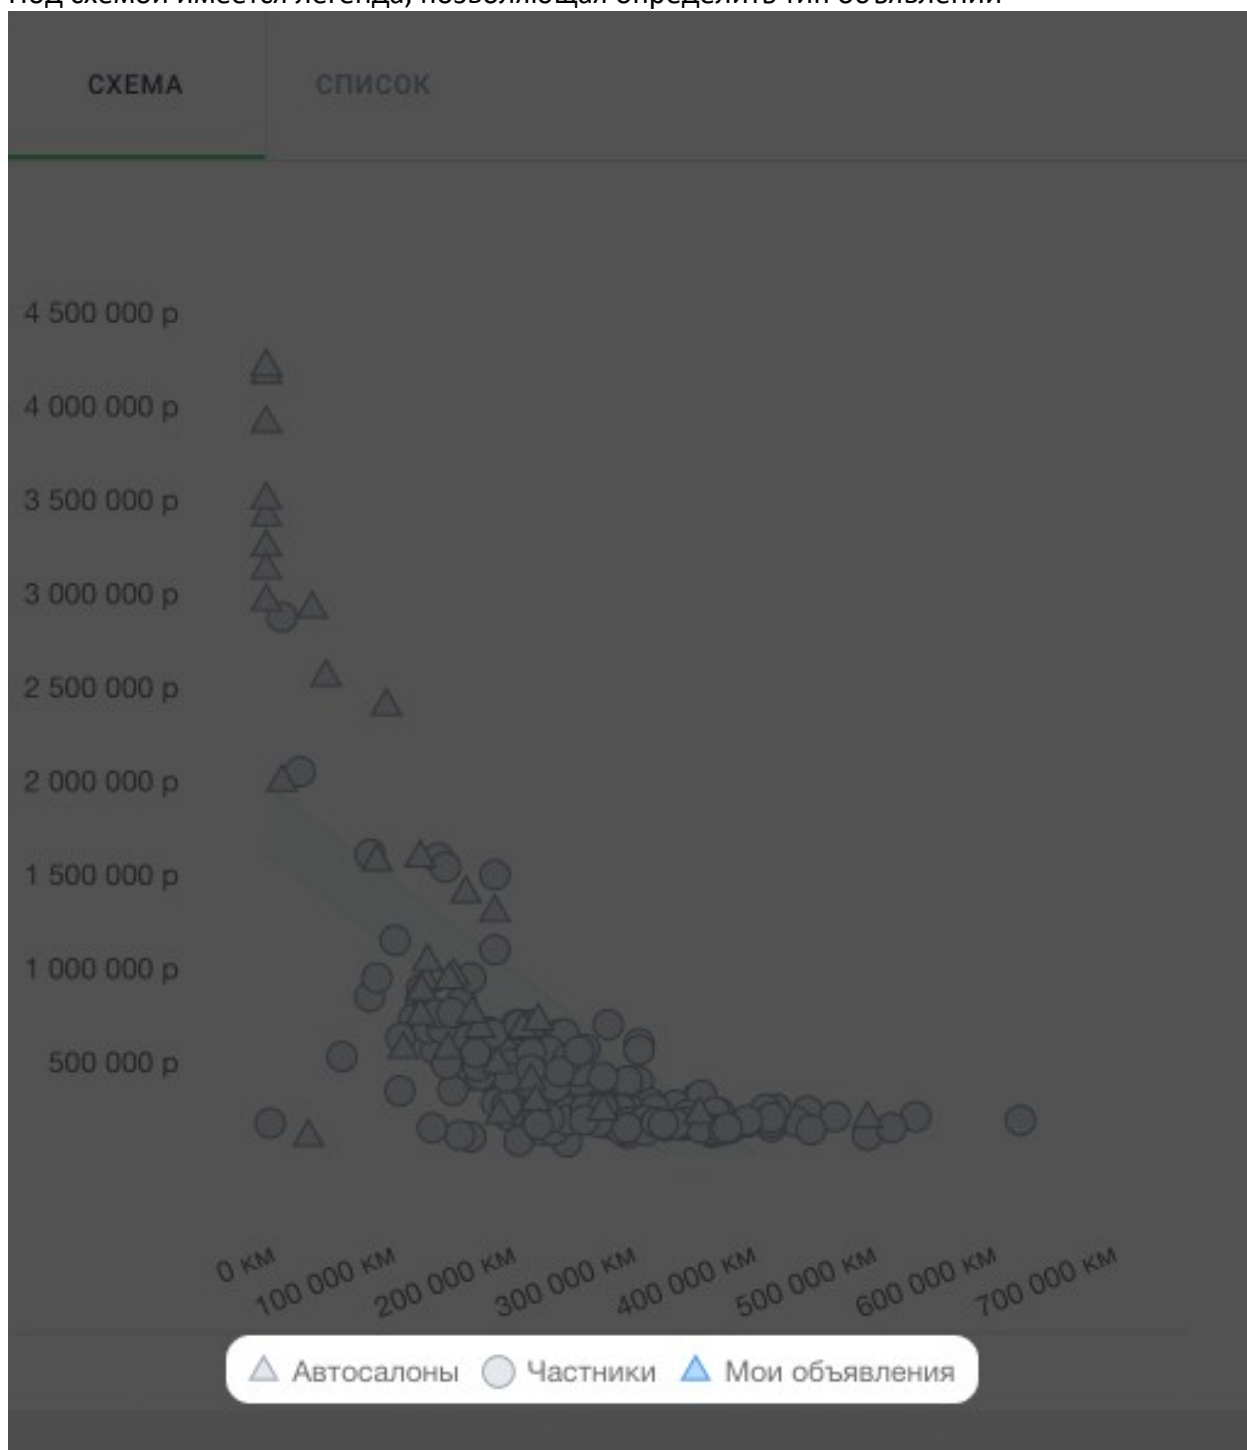 Под схемой имеется легенда, позволяющая определить тип объявлений
СХЕМА
СПИСОК
4 500 000 р
4 000 000 р
3 500 000 р
3 000 000 р
2 500 000 р
2 000 000 р
1 500 000 р
1 000 000 р
500 000 р
0 км
100 000 км
200 000 км
300 000 км
400 000 км
500 000 км
600 000 км
700 000 км
Автосалоны Частники Мои объявления